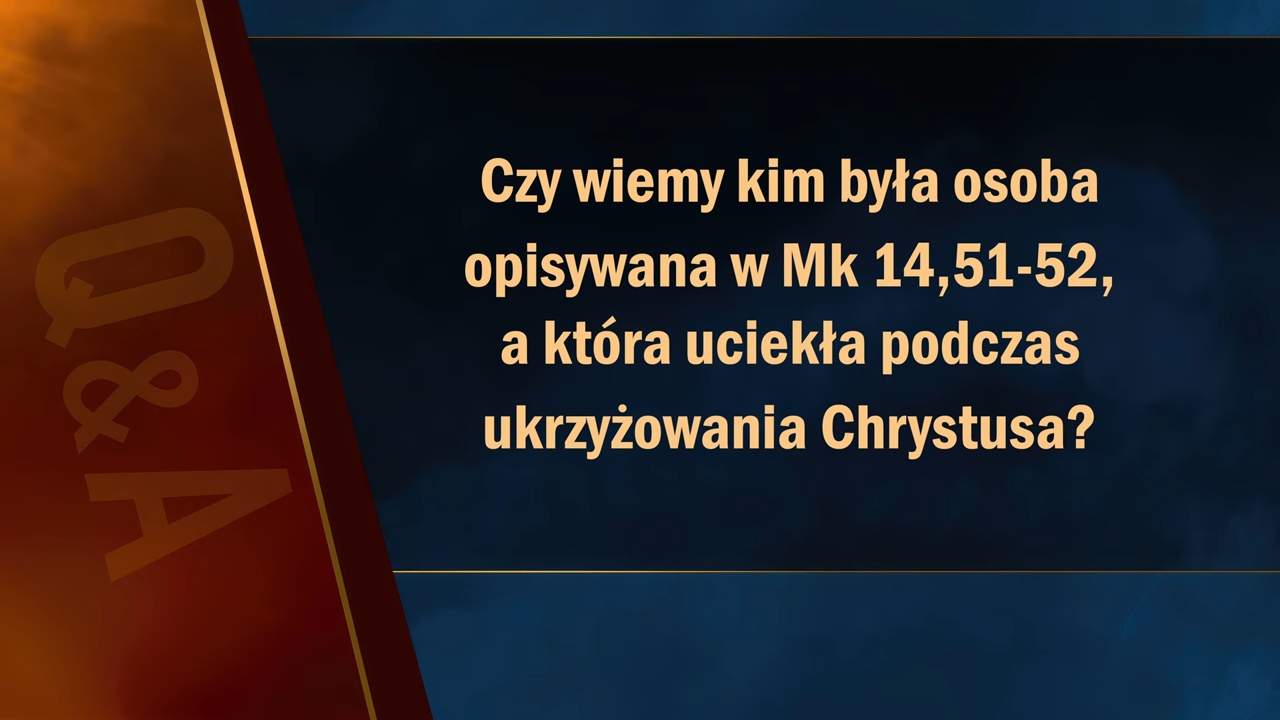 Czy wiemy kim była osoba
opisywana w Mk 14,51-52,
a która uciekła podczas
ukrzyżowania Chrystusa?
Q&A